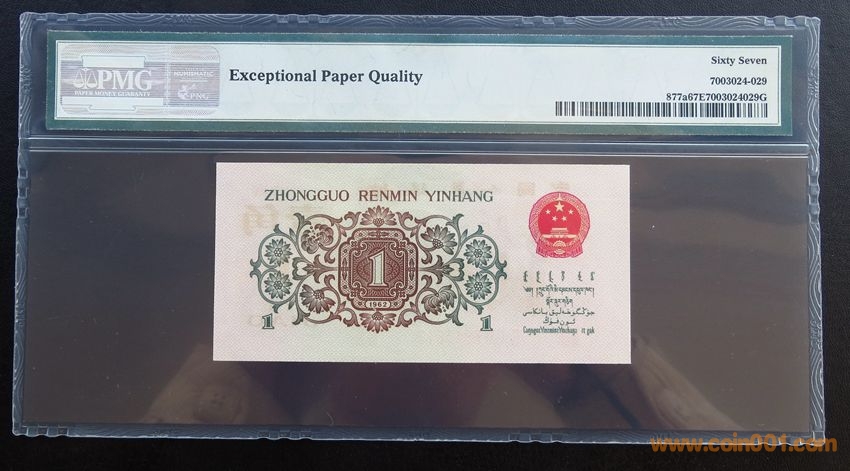 PMG
PAPER MONEY GUARANTY
NUMISMATIC
PNG
Exceptional Paper Quality
Sixty Seven
7003024-029
877a67E7003024029G
ZHONGGUO RENMIN YINHANG
1
1962
1
1
www.coin001.com